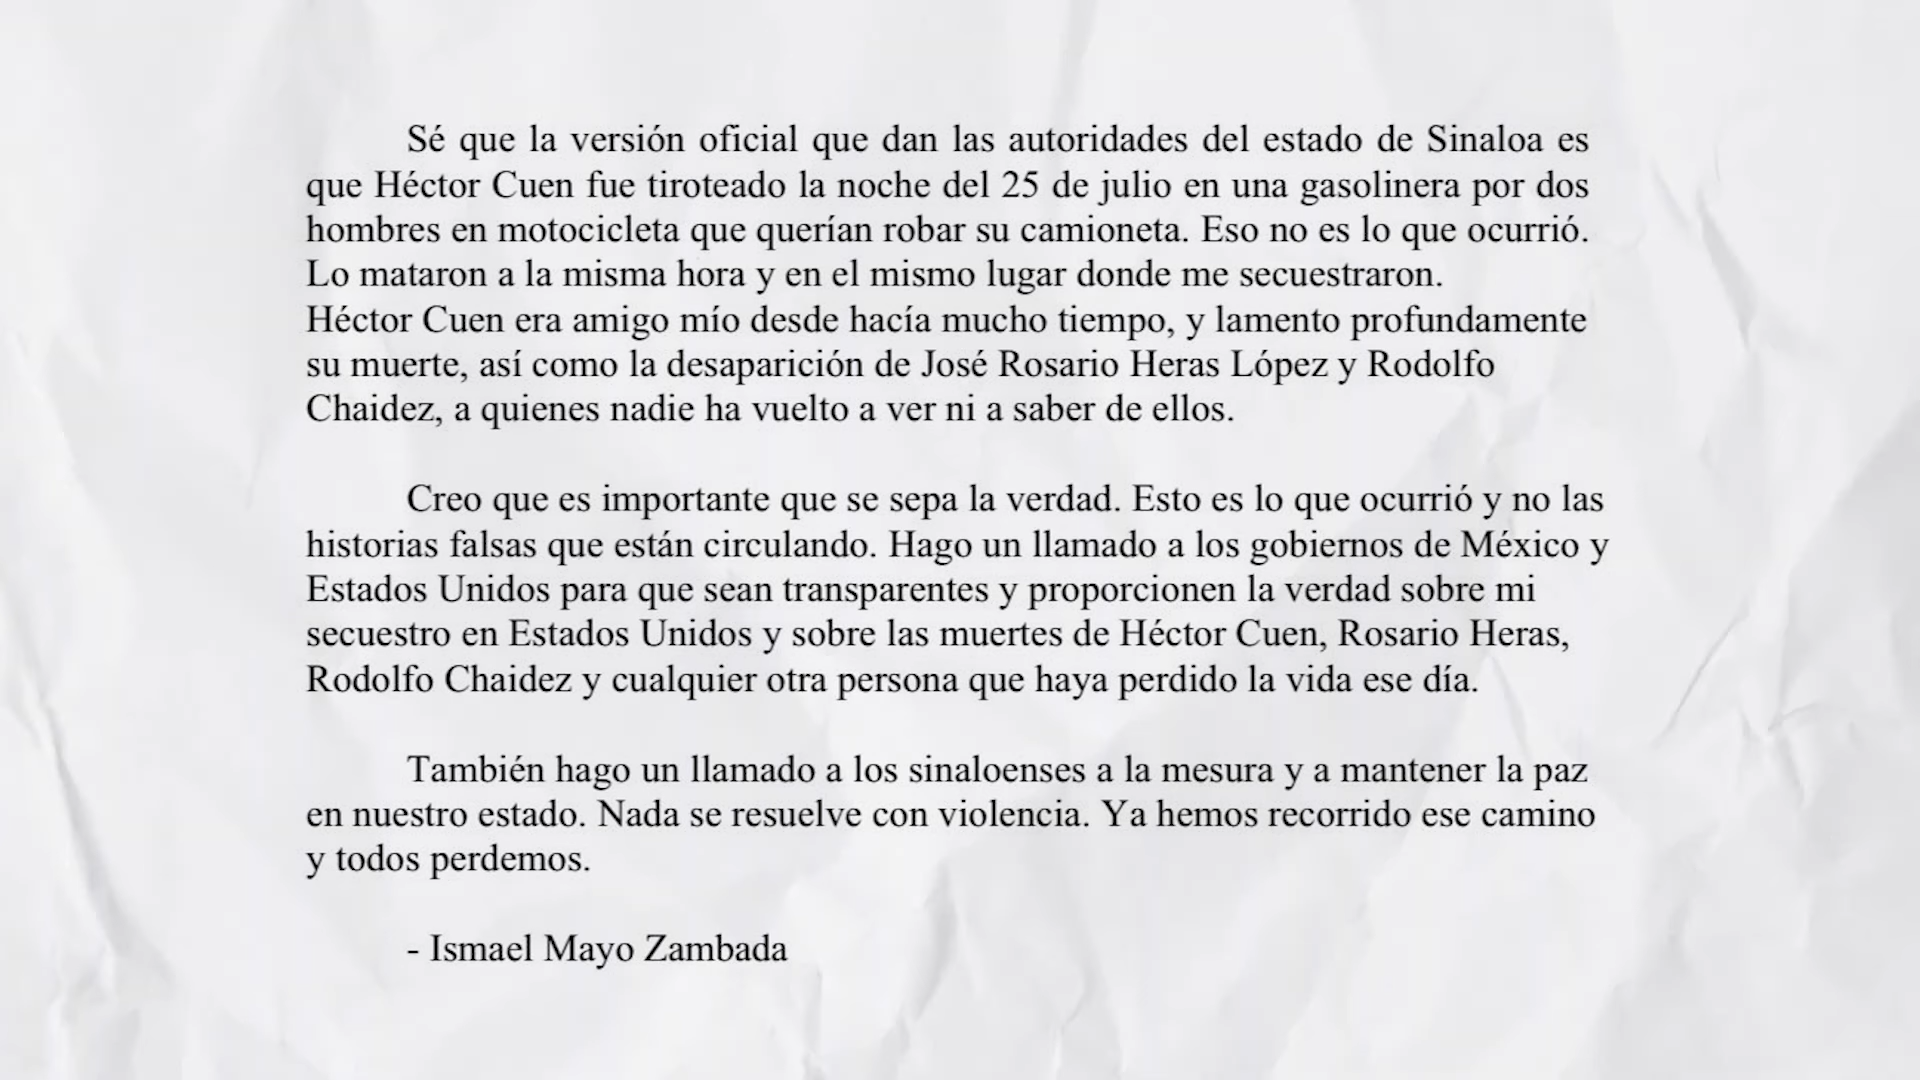 Sé que la versión oficial que dan las autoridades del estado de Sinaloa es
que Héctor Cuen fue tiroteado la noche del 25 de julio en una gasolinera por dos
hombres en motocicleta que querían robar su camioneta. Eso no es lo que ocurrió.
Lo mataron a la misma hora y en el mismo lugar donde me secuestraron.
Héctor Cuen era amigo mío desde hacía mucho tiempo, y lamento profundamente
su muerte, así como la desaparición de José Rosario Heras López y Rodolfo
Chaidez, a quienes nadie ha vuelto a ver ni a saber de ellos.
Creo que es importante que se sepa la verdad. Esto es lo que ocurrió y no las
historias falsas que están circulando. Hago un llamado a los gobiernos de México y
Estados Unidos para que sean transparentes y proporcionen la verdad sobre mi
secuestro en Estados Unidos y sobre las muertes de Héctor Cuen, Rosario Heras,
Rodolfo Chaidez y cualquier otra persona que haya perdido la vida ese día.
También hago un llamado a los sinaloenses a la mesura y a mantener la paz
en nuestro estado. Nada se resuelve con violencia. Ya hemos recorrido ese camino
y todos perdemos.
- Ismael Mayo Zambada